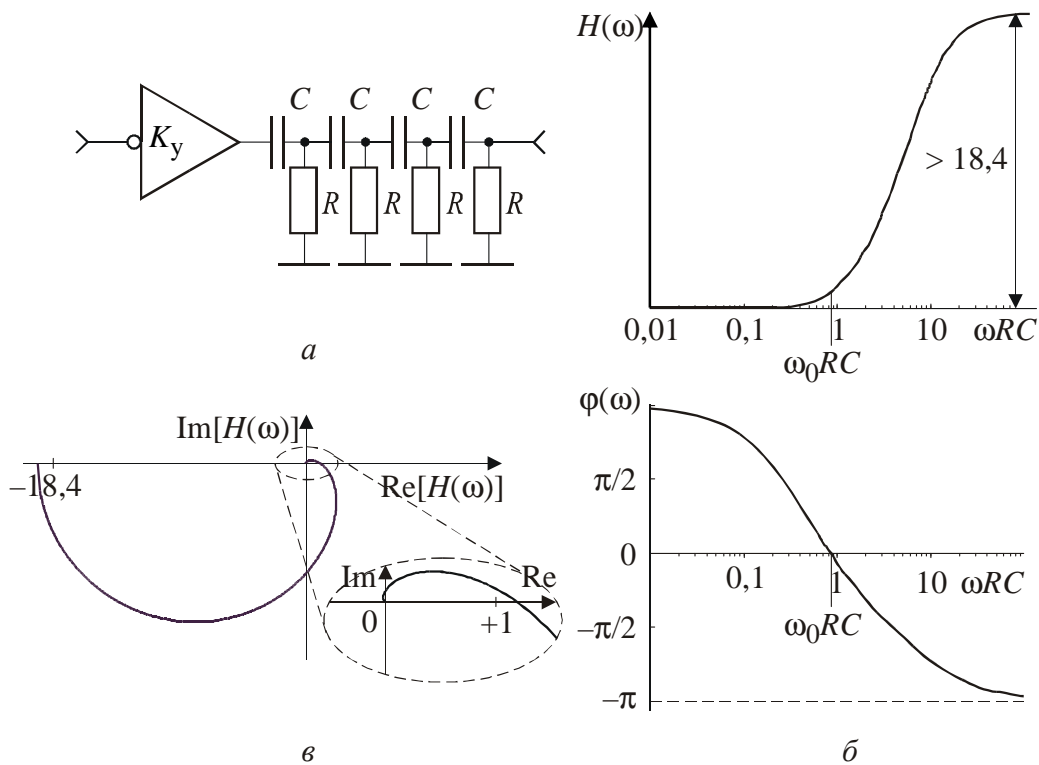 C C C C
Kу
R R R R
а
H(ω)
> 18,4
0,01 0,1 1 10 ωRC
ω0RC
Im[H(ω)]
–18,4
Re[H(ω)]
Im Re
0 +1
в
φ(ω)
π/2
0
0,1 1 10 ωRC
ω0RC
–π/2
–π
б